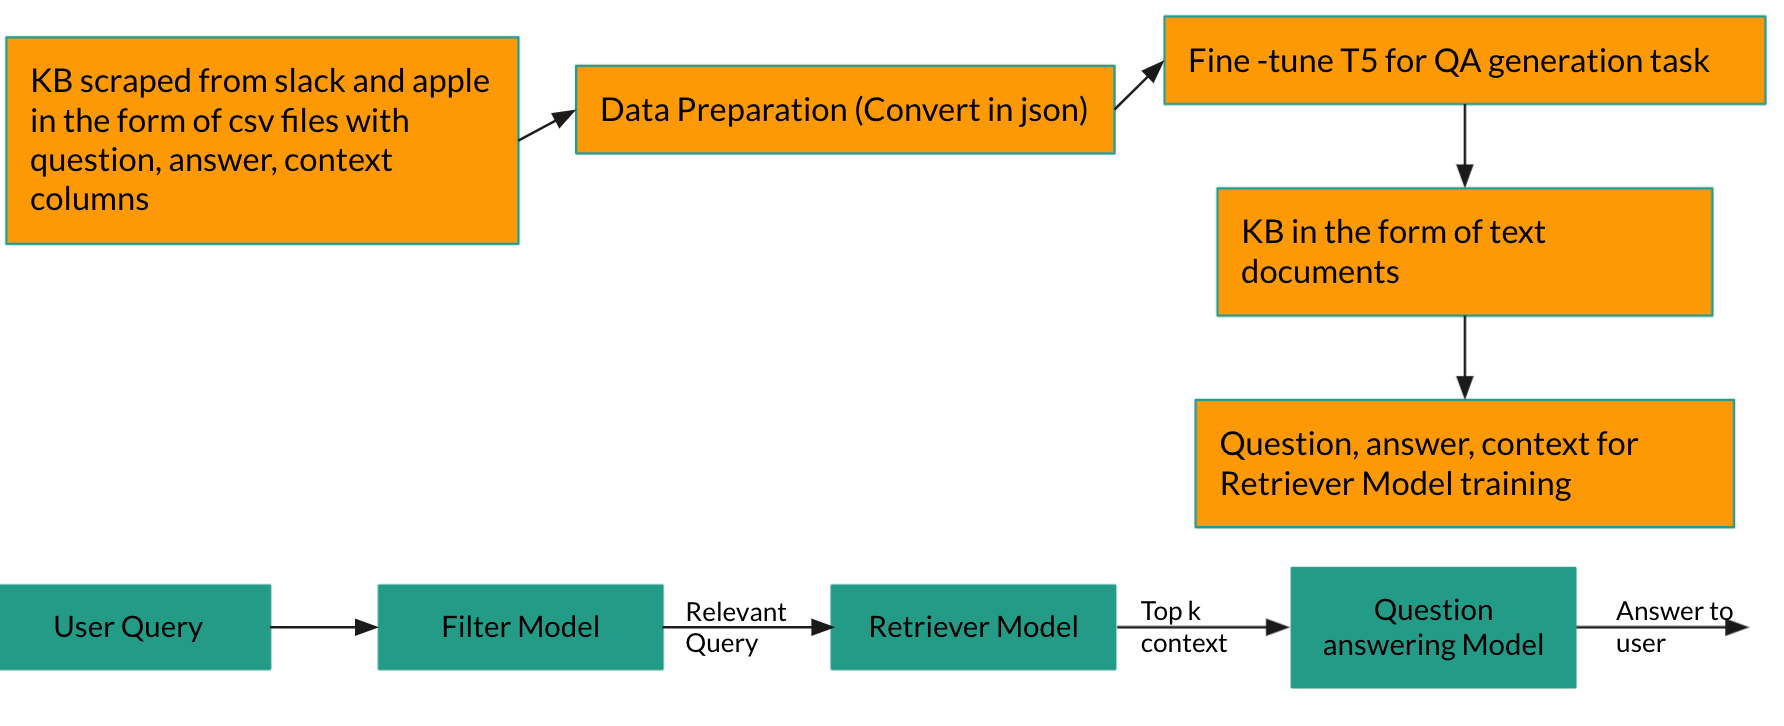 KB scraped from slack and apple
in the form of csv files with
question, answer, context
columns
Data Preparation (Convert in json)
Fine -tune T5 for QA generation task
KB in the form of text
documents
Question, answer, context for
Retriever Model training
User Query
Filter Model
Relevant
Query
Retriever Model
Top k
context
Question
answering Model
Answer to
user